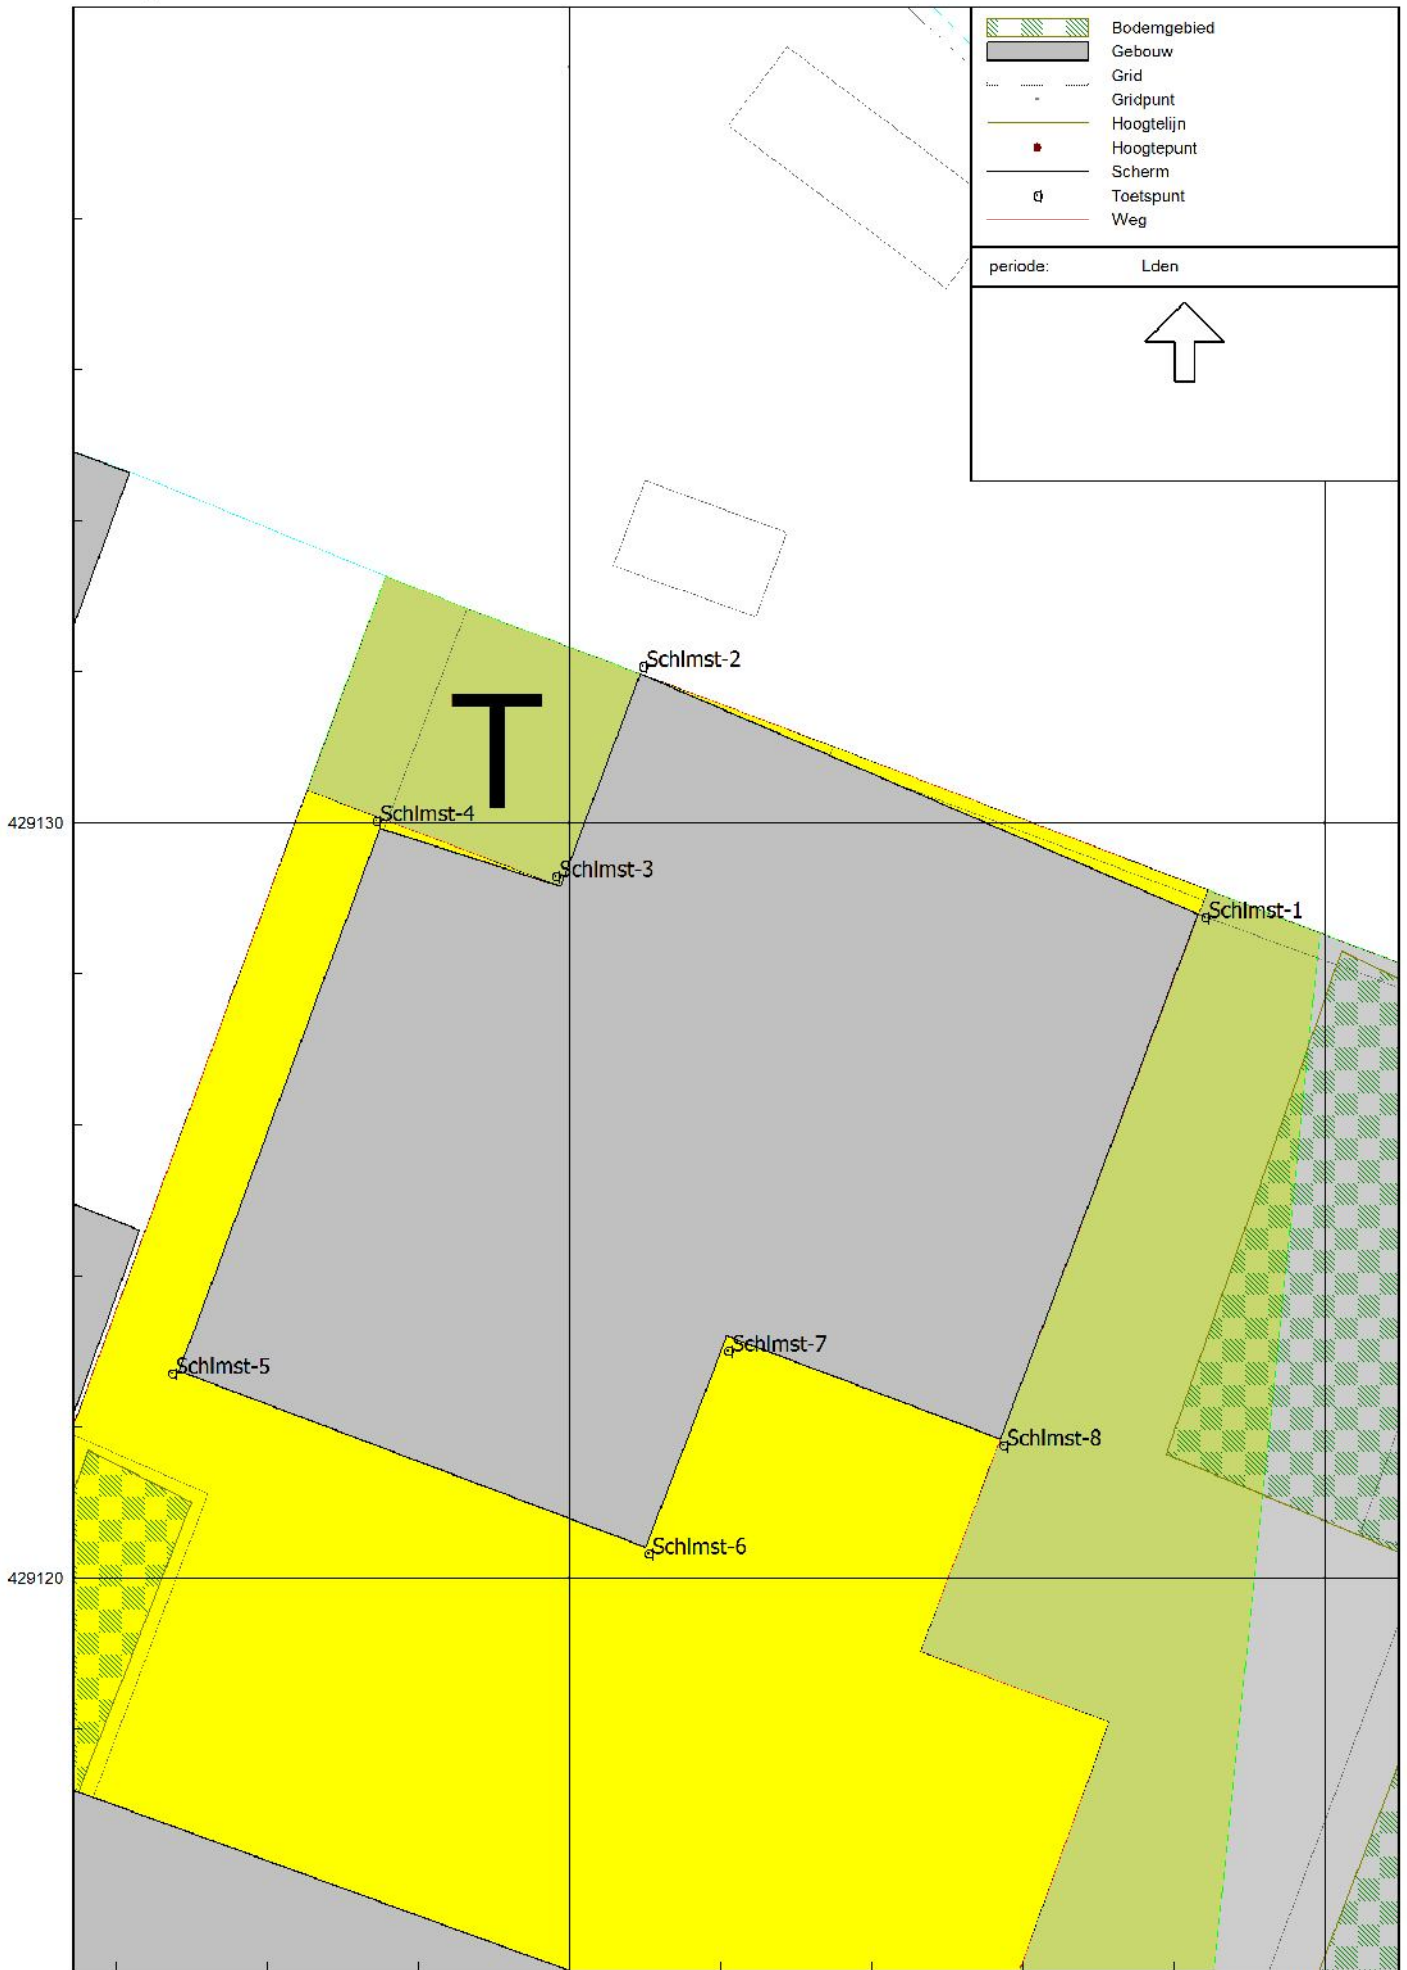 Bodemgebied
Gebouw
Grid
Gridpunt
Hoogtelijn
Hoogtepunt
Scherm
Toetspunt
Weg
periode: Lden
Schlmst-2
T
Schlmst-4
429130
Schlmst-3
Schlmst-1
Schlmst-7
Schlmst-5
Schlmst-8
Schlmst-6
429120